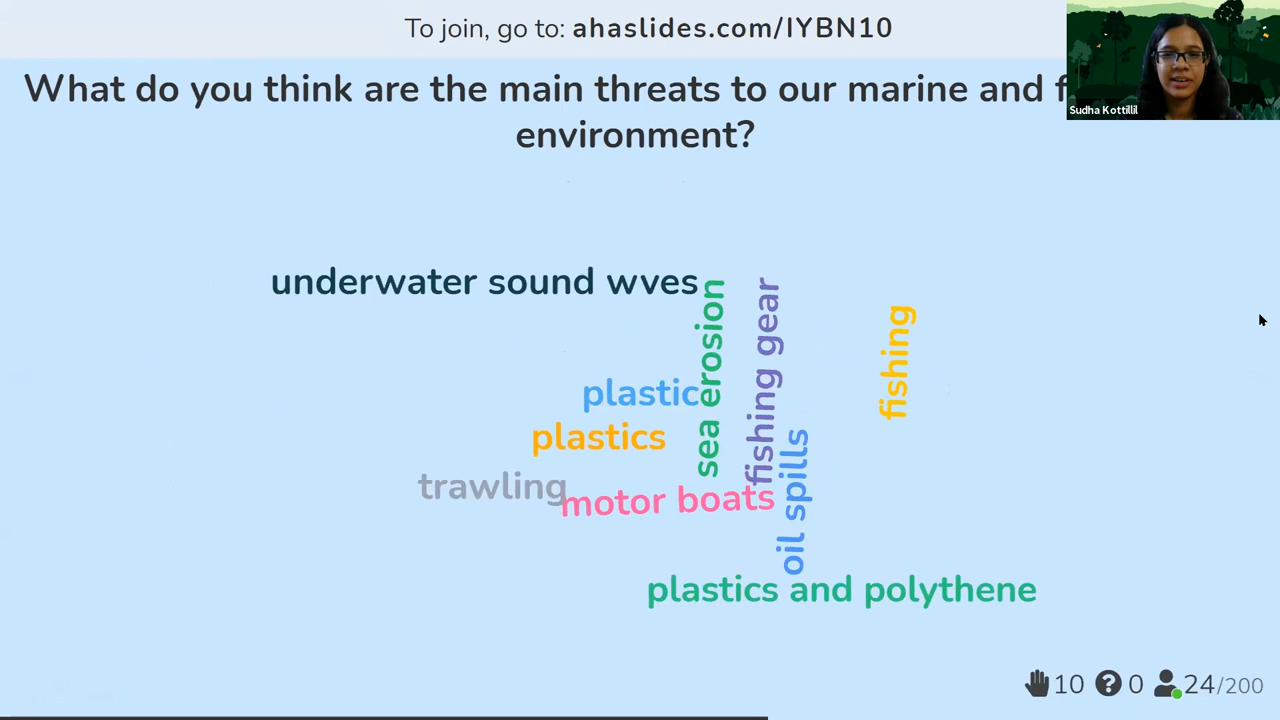 To join, go to: ahaslides.com/IYBN10
What do you think are the main threats to our marine and
environment?
Sudha Kottillil
underwater sound wves
sea erosion
fishing gear
fishing
plastic
plastics
trawling
motor boats
oil spills
plastics and polythene
10 0 24/200